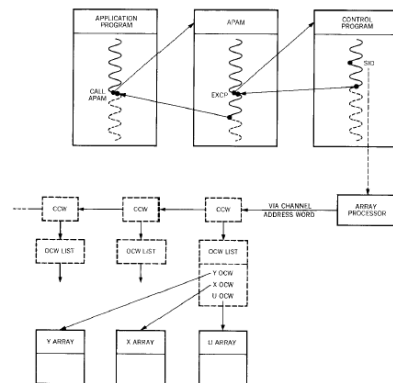 APPLICATION
PROGRAM
APAM
CONTROL
PROGRAM
SIO
CALL
APAM
EXCP
CCW
CCW
CCW
VIA CHANNEL
ADDRESS WORD
ARRAY
PROCESSOR
OCW LIST
OCW LIST
OCW LIST
Y OCW
X OCW
U OCW
Y ARRAY
X ARRAY
U ARRAY